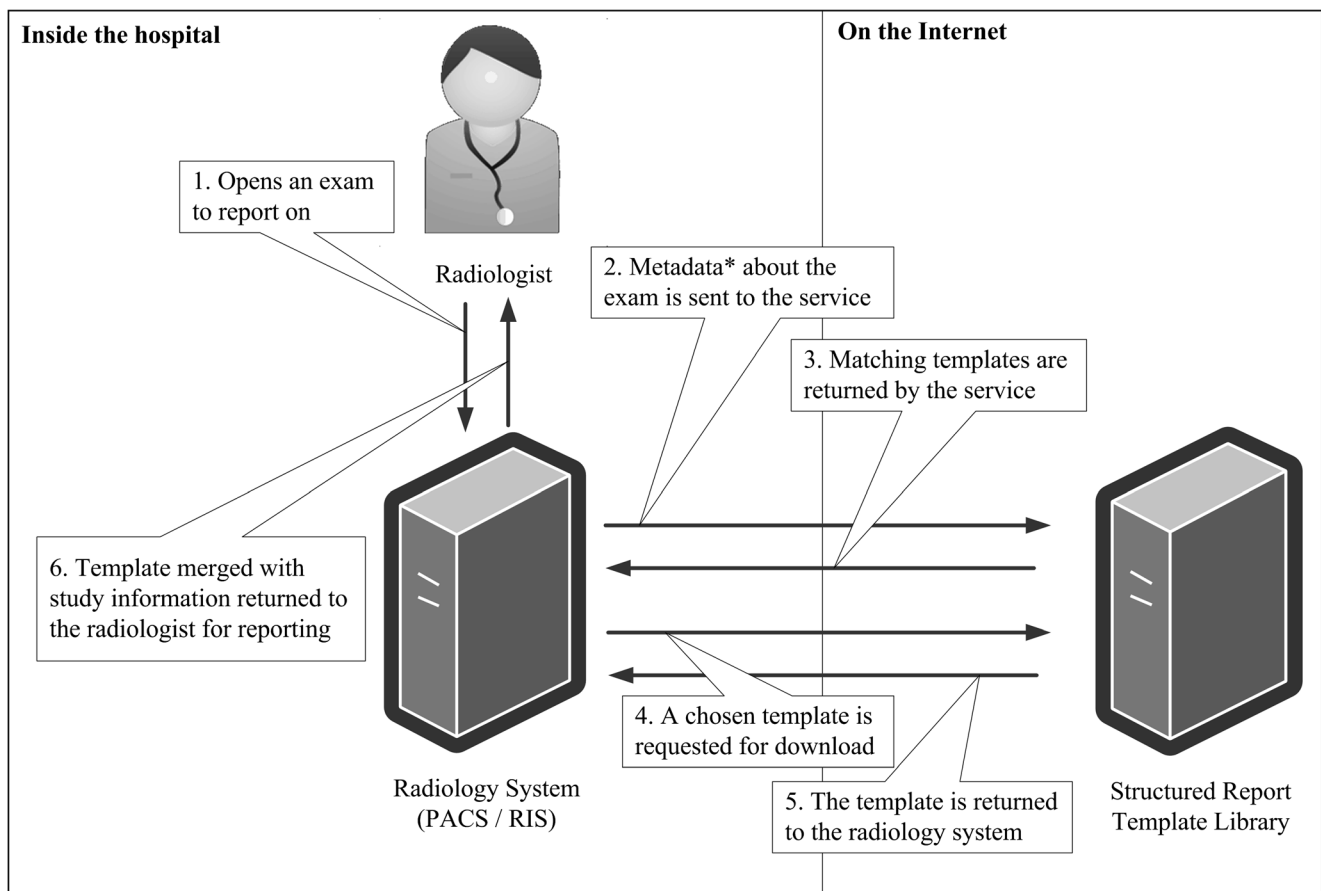 Inside the hospital
On the Internet
1. Opens an exam
to report on
Radiologist
2. Metadata* about the
exam is sent to the service
3. Matching templates are
returned by the service
6. Template merged with
study information returned to
the radiologist for reporting
4. A chosen template is
requested for download
5. The template is returned
to the radiology system
Radiology System
(PACS / RIS)
Structured Report
Template Library